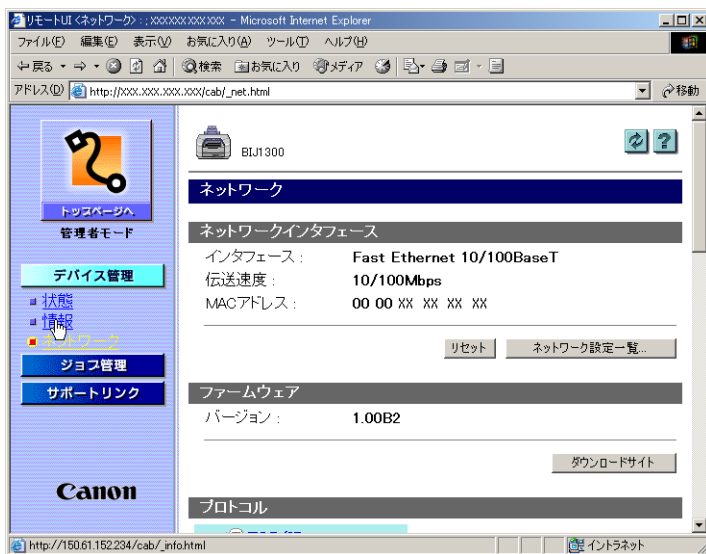 リモートUI <ネットワーク> : ; XXXXXX XXX XXX - Microsoft Internet Explorer
ファイル(F) 編集(E) 表示(V) お気に入り(A) ツール(T) ヘルプ(H)
戻る 検索 お気に入り メディア
アドレス(D) http://XXX.XXX.XXX.XXX/cab/_net.html 移動
トップページへ
管理者モード
デバイス管理
状態
情報
ネットワーク
ジョブ管理
サポートリンク
Canon
BIJ1300
?
ネットワーク
ネットワークインタフェース
インタフェース : Fast Ethernet 10/100BaseT
伝送速度 : 10/100Mbps
MACアドレス : 00 00 XX XX XX XX
リセット ネットワーク設定一覧...
ファームウェア
バージョン : 1.00B2
ダウンロードサイト
プロトコル
http://150.61.152.234/cab/_info.html イントラネット